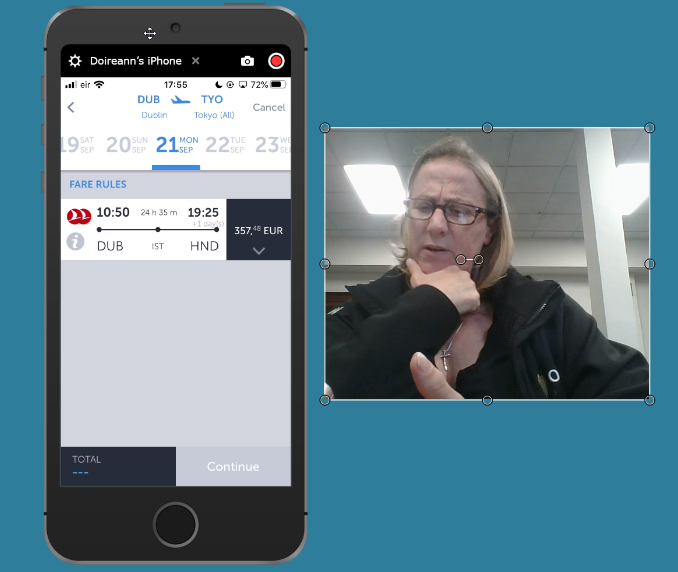 Doireann's iPhone ×
eir 17:55 72%
DUB TYO Cancel
Dublin Tokyo (All)
19 SAT SEP 20 SUN SEP 21 MON SEP 22 TUE SEP 23 WE SEP
FARE RULES
10:50 24 h 35 m 19:25
+1 day(s)
357,48 EUR
DUB IST HND
TOTAL
---
Continue